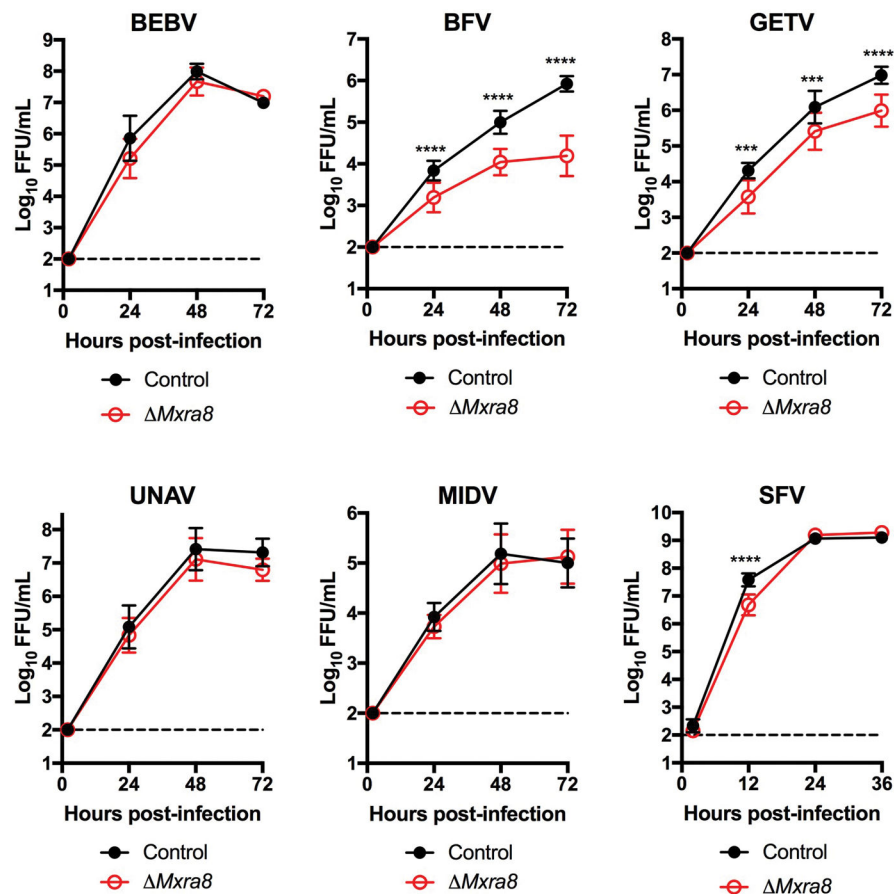 BEBV
Log10 FFU/mL
9
8
7
6
5
4
3
2
1
0 24 48 72
Hours post-infection
Control
ΔMxra8
BFV
Log10 FFU/mL
7
6
5
4
3
2
1
**** **** ****
0 24 48 72
Hours post-infection
Control
ΔMxra8
GETV
Log10 FFU/mL
8
7
6
5
4
3
2
1
*** *** ****
0 24 48 72
Hours post-infection
Control
ΔMxra8
UNAV
Log10 FFU/mL
7
6
5
4
3
2
1
0 24 48 72
Hours post-infection
Control
ΔMxra8
MIDV
Log10 FFU/mL
6
5
4
3
2
1
0 24 48 72
Hours post-infection
Control
ΔMxra8
SFV
Log10 FFU/mL
10
9
8
7
6
5
4
3
2
1
****
0 12 24 36
Hours post-infection
Control
ΔMxra8